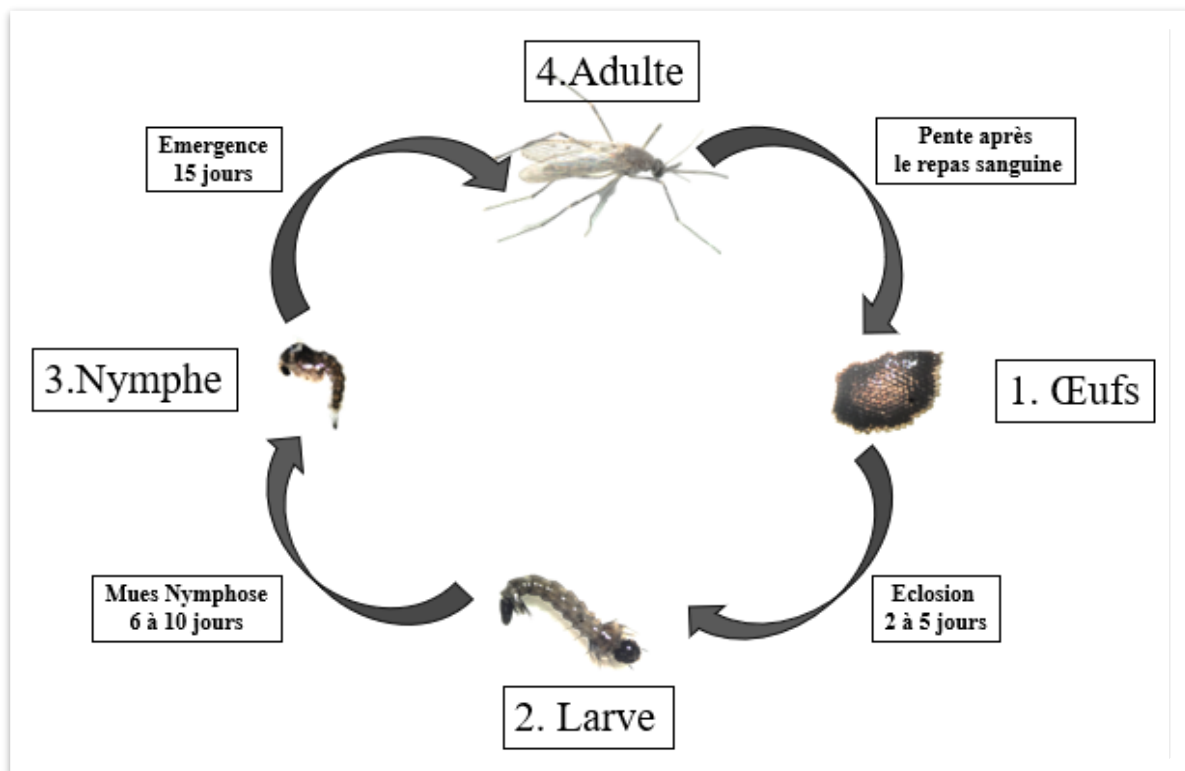 4.Adulte
Emergence
15 jours
Pente après
le repas sanguine
3.Nymphe
1. Œufs
Mues Nymphose
6 à 10 jours
Eclosion
2 à 5 jours
2. Larve